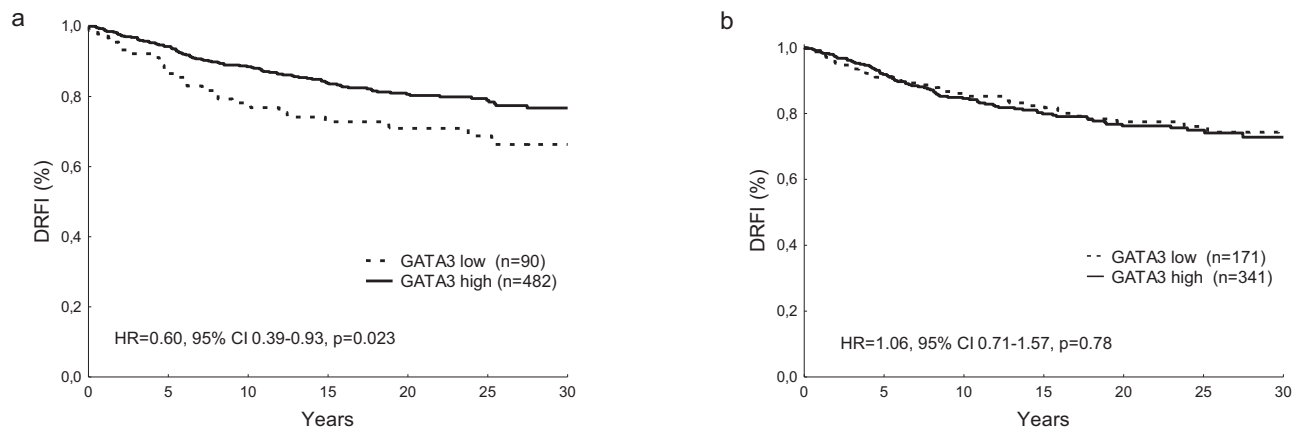 a
1,0
0,8
0,6
0,4
0,2
0,0
DRFI (%)
GATA3 low (n=90)
GATA3 high (n=482)
HR=0.60, 95% CI 0.39-0.93, p=0.023
0 5 10 15 20 25 30
Years
b
1,0
0,8
0,6
0,4
0,2
0,0
DRFI (%)
GATA3 low (n=171)
GATA3 high (n=341)
HR=1.06, 95% CI 0.71-1.57, p=0.78
0 5 10 15 20 25 30
Years